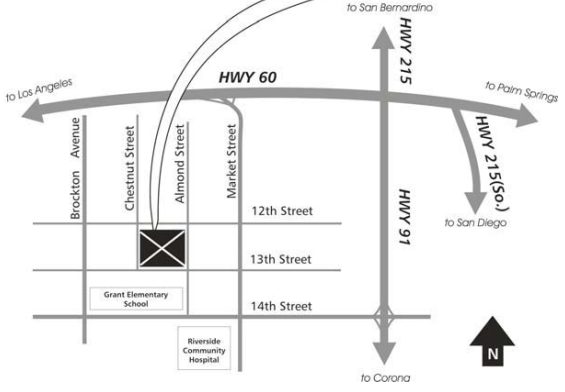 to San Bernardino
HWY 215
HWY 60
to Los Angeles
to Palm Springs
HWY 215(So.)
to San Diego
Brockton Avenue
Chestnut Street
Almond Street
Market Street
HWY 91
12th Street
13th Street
Grant Elementary
School
14th Street
Riverside
Community
Hospital
N
to Corona